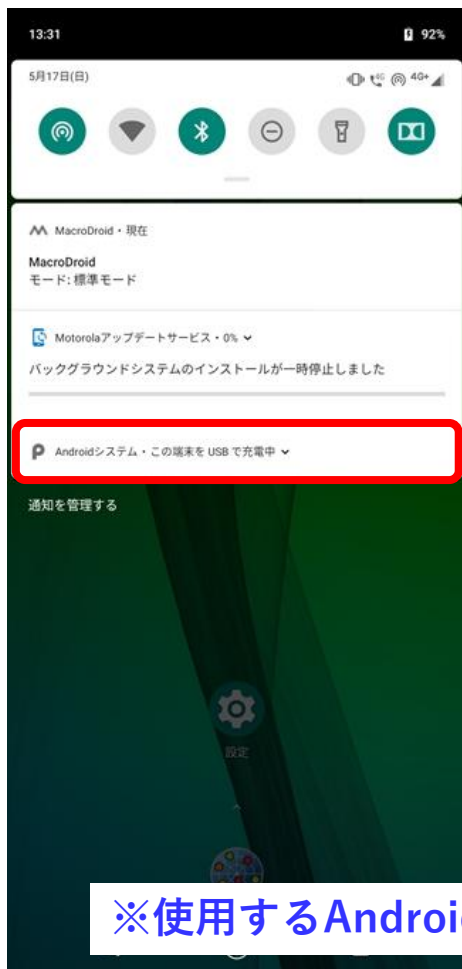 13:31 92%
5月17日(日) 4G 4G+
MacroDroid・現在
MacroDroid
モード: 標準モード
Motorolaアップデートサービス・0%
バックグラウンドシステムのインストールが一時停止しました
Androidシステム・この端末を USB で充電中
通知を管理する
設定
※使用するAndroi